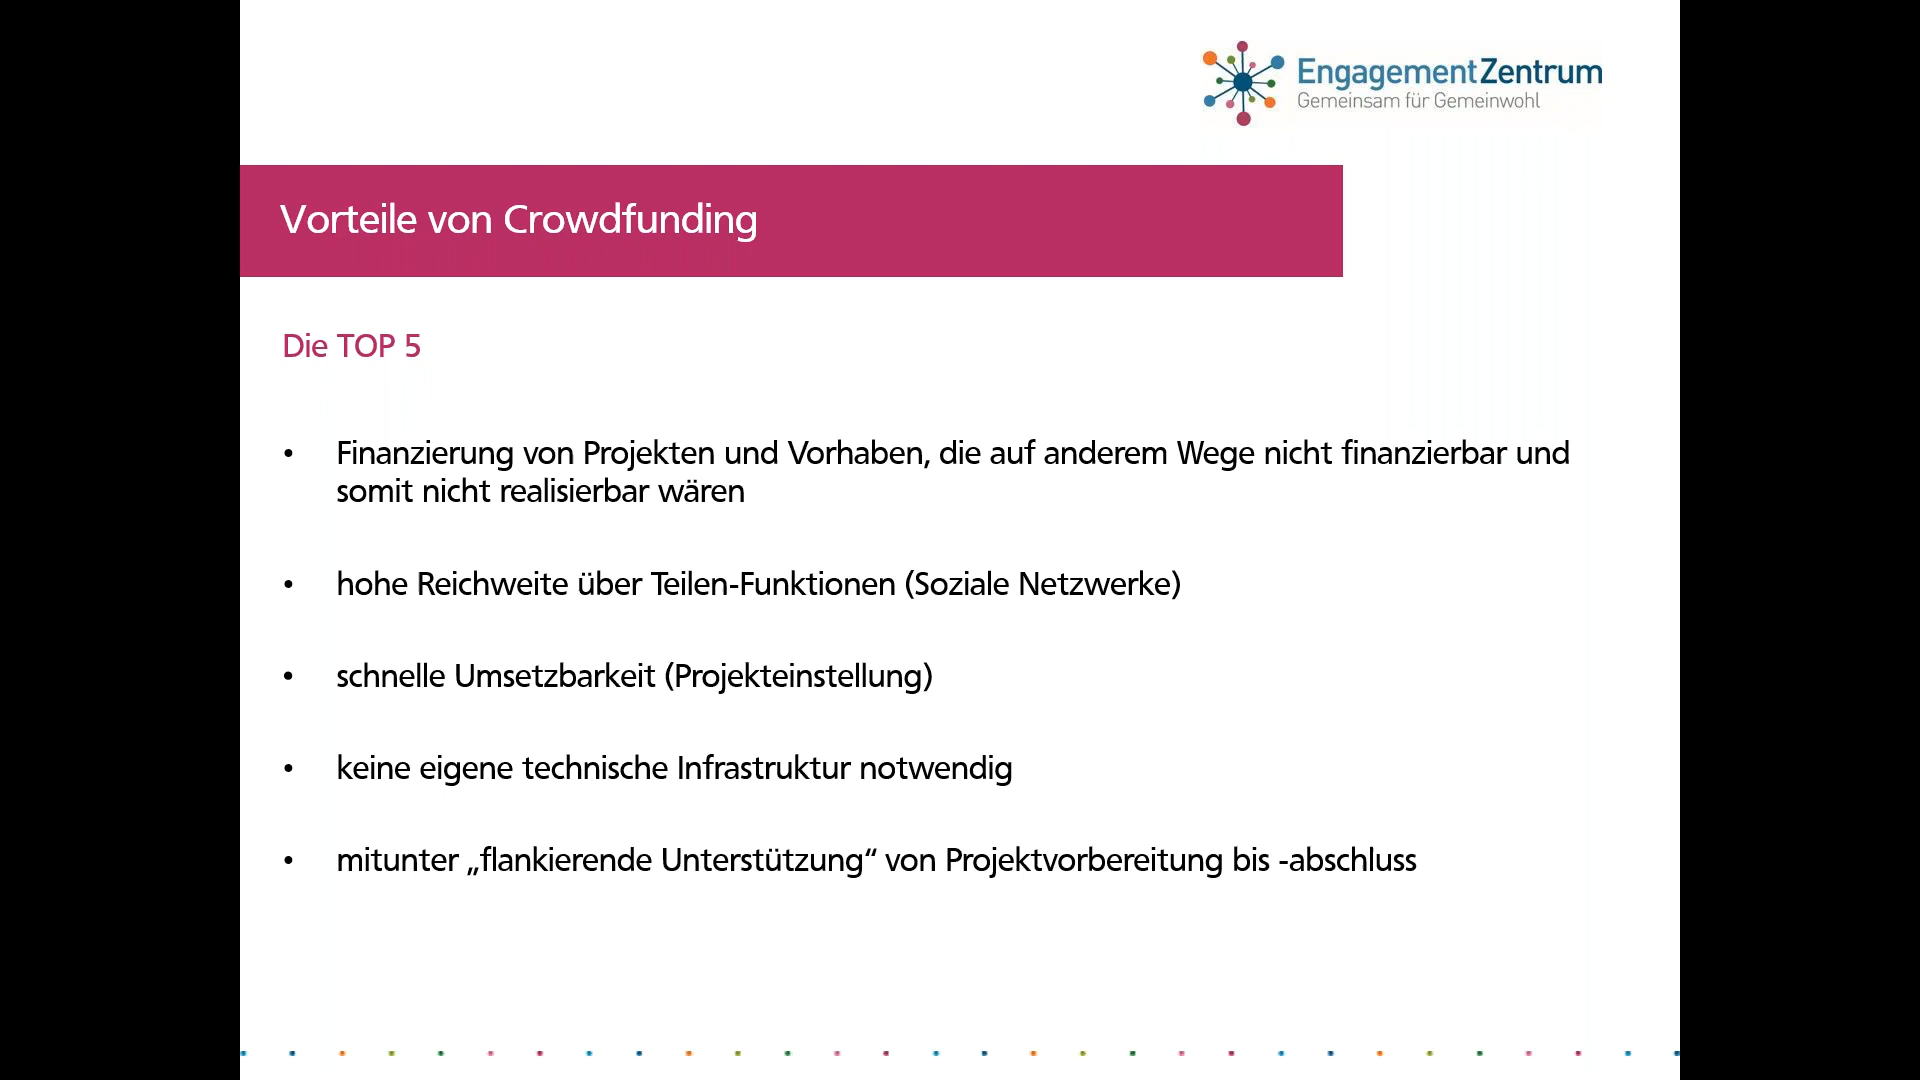 EngagementZentrum
Gemeinsam für Gemeinwohl
Vorteile von Crowdfunding
Die TOP 5
• Finanzierung von Projekten und Vorhaben, die auf anderem Wege nicht finanzierbar und
somit nicht realisierbar wären
• hohe Reichweite über Teilen-Funktionen (Soziale Netzwerke)
• schnelle Umsetzbarkeit (Projekteinstellung)
• keine eigene technische Infrastruktur notwendig
• mitunter „flankierende Unterstützung“ von Projektvorbereitung bis -abschluss